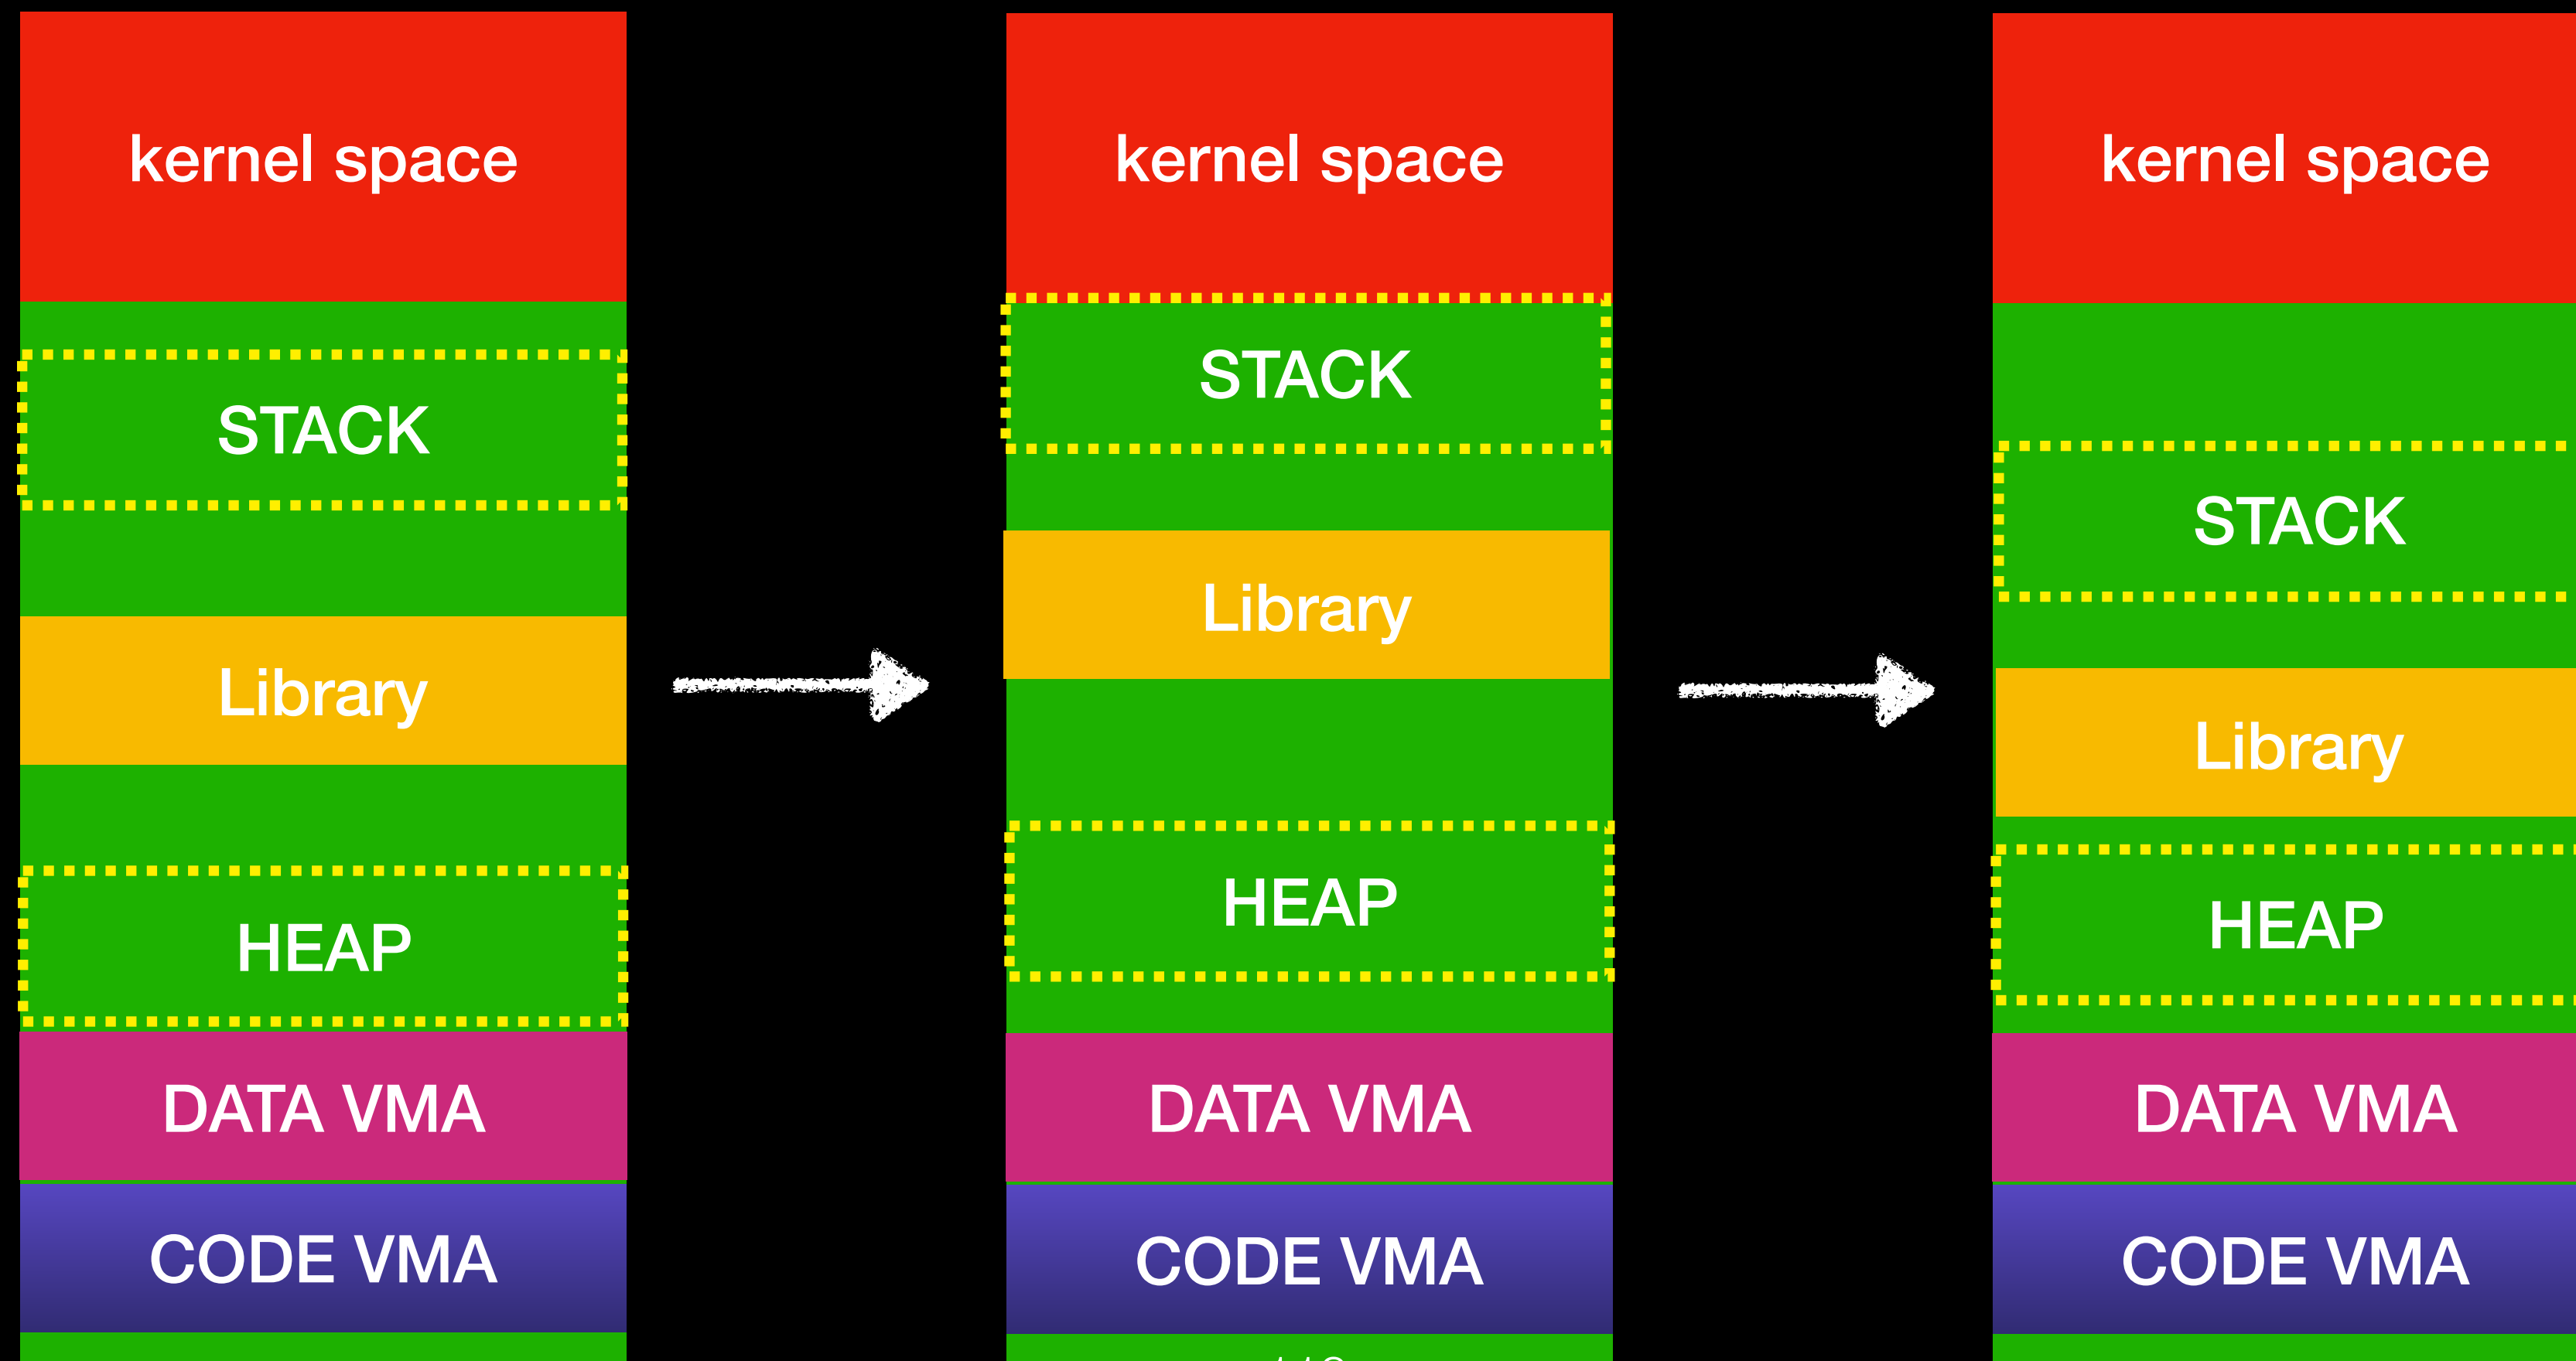 kernel space
STACK
Library
HEAP
DATA VMA
CODE VMA
kernel space
STACK
Library
HEAP
DATA VMA
CODE VMA
kernel space
STACK
Library
HEAP
DATA VMA
CODE VMA